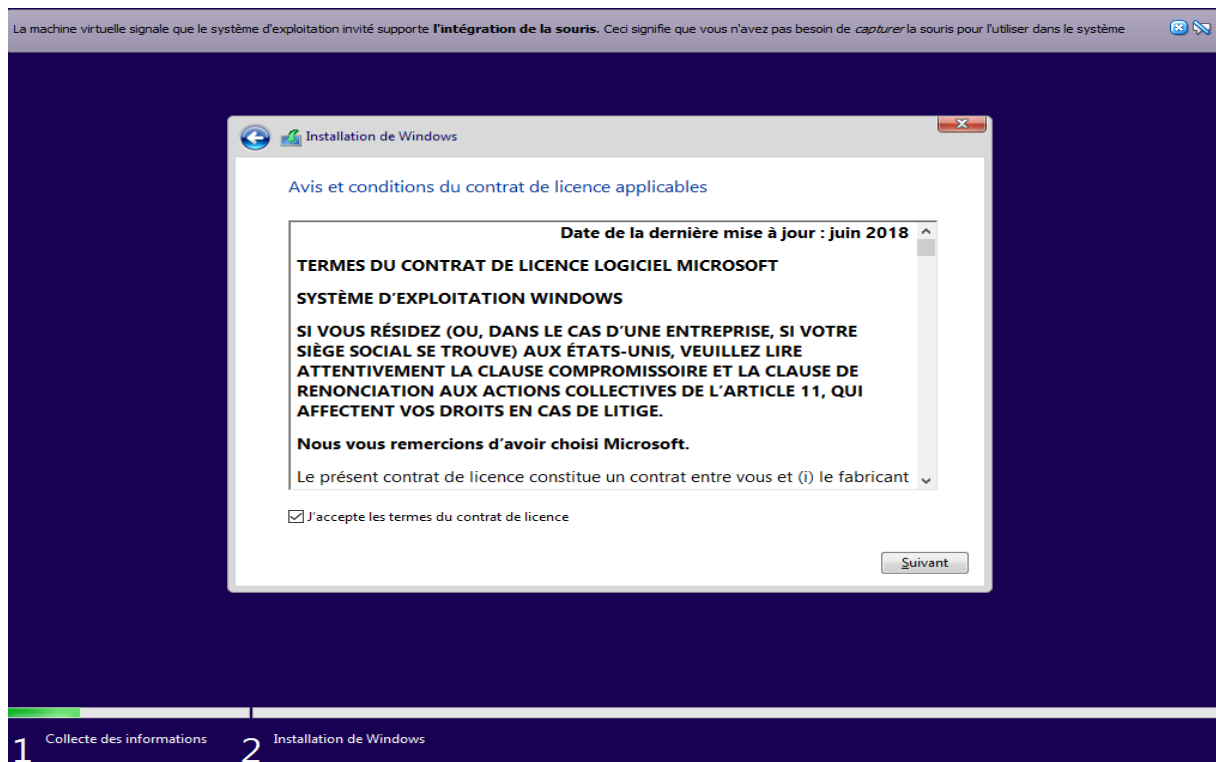 La machine virtuelle signale que le système d'exploitation invité supporte l'intégration de la souris. Ceci signifie que vous n'avez pas besoin de capturer la souris pour l'utiliser dans le système
Installation de Windows
Avis et conditions du contrat de licence applicables
Date de la dernière mise à jour : juin 2018
TERMES DU CONTRAT DE LICENCE LOGICIEL MICROSOFT
SYSTÈME D’EXPLOITATION WINDOWS
SI VOUS RÉSIDEZ (OU, DANS LE CAS D’UNE ENTREPRISE, SI VOTRE
SIÈGE SOCIAL SE TROUVE) AUX ÉTATS-UNIS, VEUILLEZ LIRE
ATTENTIVEMENT LA CLAUSE COMPROMISSOIRE ET LA CLAUSE DE
RENONCIATION AUX ACTIONS COLLECTIVES DE L’ARTICLE 11, QUI
AFFECTENT VOS DROITS EN CAS DE LITIGE.
Nous vous remercions d’avoir choisi Microsoft.
Le présent contrat de licence constitue un contrat entre vous et (i) le fabricant
J'accepte les termes du contrat de licence
Suivant
1 Collecte des informations
2 Installation de Windows